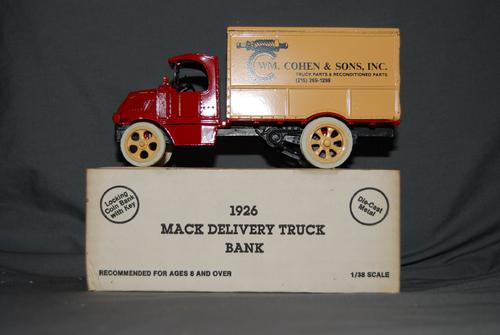 WM. COHEN & SONS, INC.
TRUCK PARTS & RECONDITIONED PARTS
(215) 269-1298
Locking
Coin Bank
with Key
Die-Cast
Metal
1926
MACK DELIVERY TRUCK
BANK
RECOMMENDED FOR AGES 8 AND OVER
1/38 SCALE